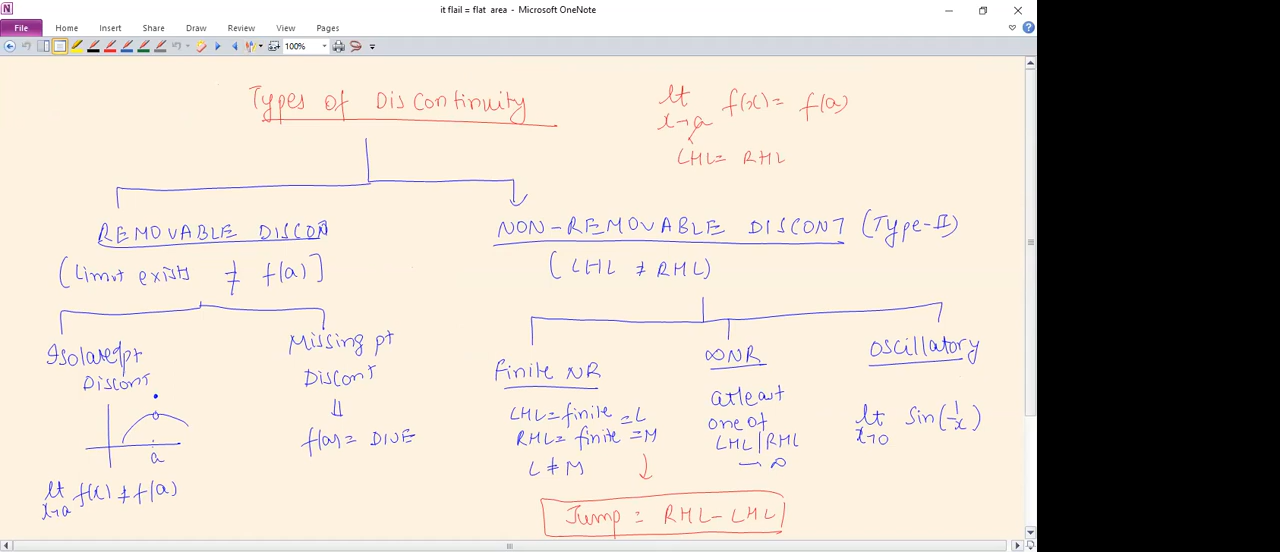 it flail = flat area - Microsoft OneNote
File Home Insert Share Draw Review View
100%
Types of Discontinuity
lt f(x) = f(a)
x→a
LHL = RHL
REMOVABLE DISCON
(Limit exists ≠ f(a)]
NON-REMOVABLE DISCONT (Type-II)
(LHL ≠ RHL)
Isolated pt
Discont
a
lt f(x) ≠ f(a)
x→a
Missing pt
Discont
⇓
f(a) = DNE
Finite NR
LHL = finite = L
RHL = finite = M
L ≠ M
∞ NR
atleast
one of
LHL | RHL
→ ∞
Oscillatory
lt sin(1/x)
x→0
Jump = RHL - LHL